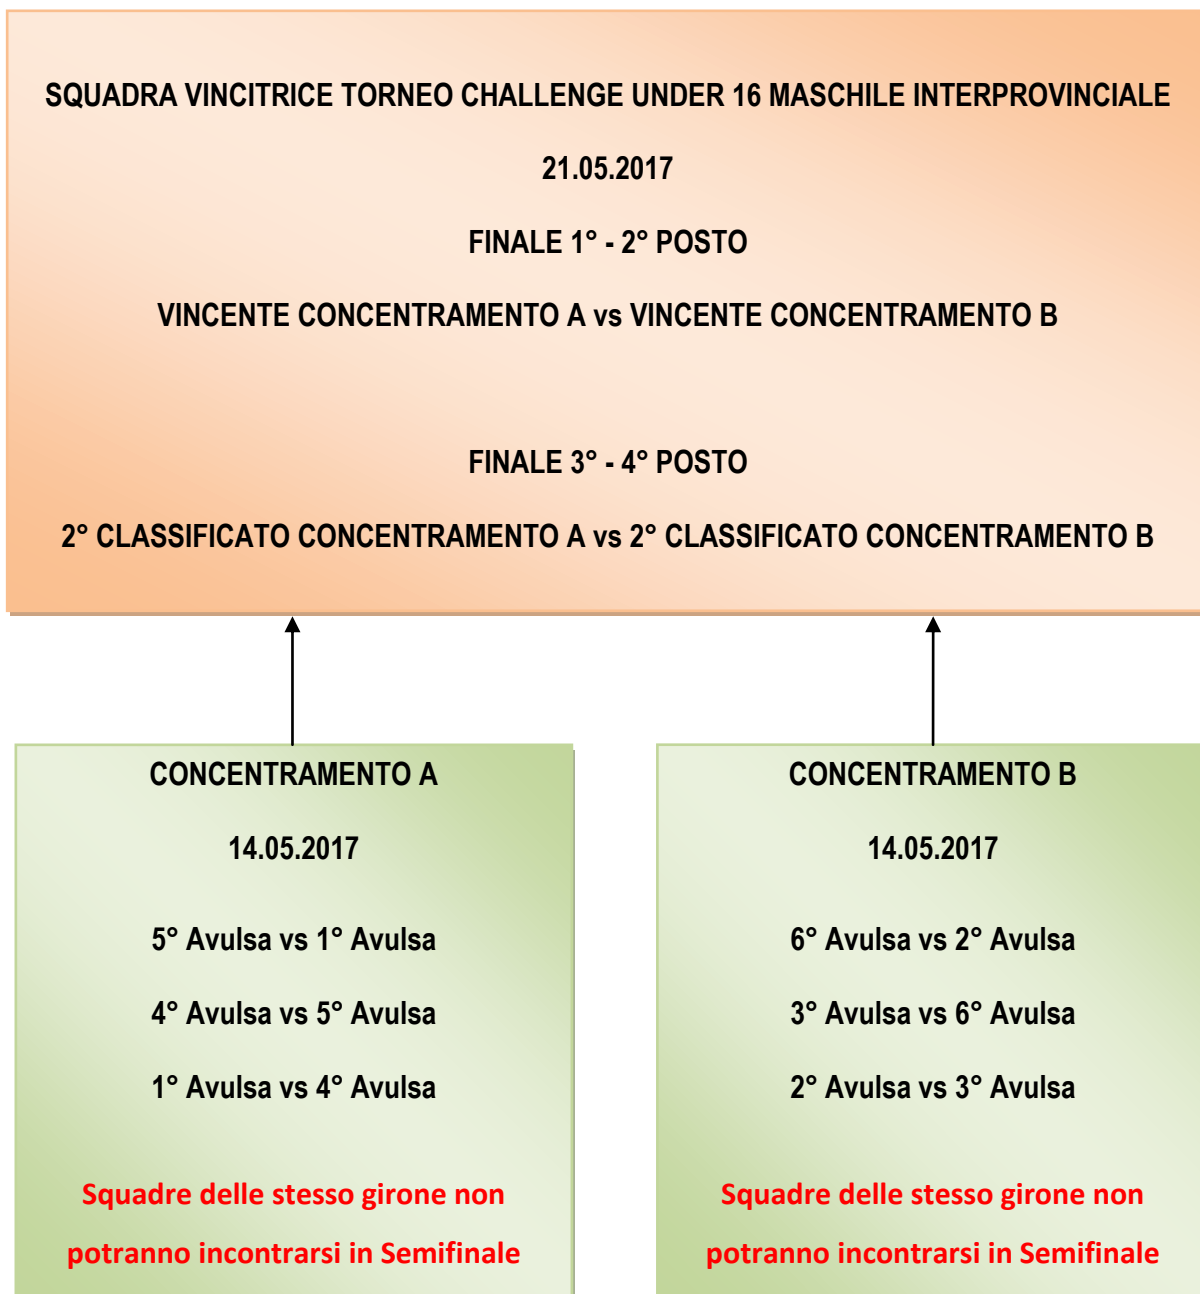 SQUADRA VINCITRICE TORNEO CHALLENGE UNDER 16 MASCHILE INTERPROVINCIALE
21.05.2017
FINALE 1° - 2° POSTO
VINCENTE CONCENTRAMENTO A vs VINCENTE CONCENTRAMENTO B
FINALE 3° - 4° POSTO
2° CLASSIFICATO CONCENTRAMENTO A vs 2° CLASSIFICATO CONCENTRAMENTO B
CONCENTRAMENTO A
14.05.2017
5° Avulsa vs 1° Avulsa
4° Avulsa vs 5° Avulsa
1° Avulsa vs 4° Avulsa
Squadre delle stesso girone non
potranno incontrarsi in Semifinale
CONCENTRAMENTO B
14.05.2017
6° Avulsa vs 2° Avulsa
3° Avulsa vs 6° Avulsa
2° Avulsa vs 3° Avulsa
Squadre delle stesso girone non
potranno incontrarsi in Semifinale